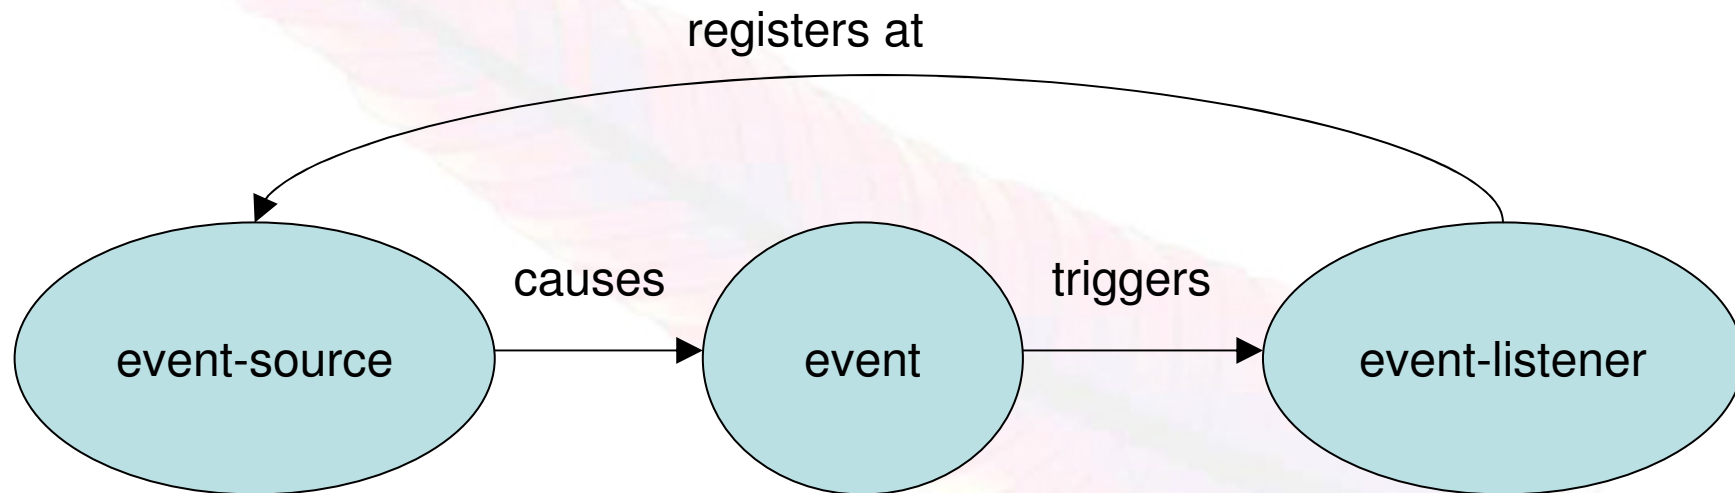 registers at
causes
triggers
event-source
event
event-listener